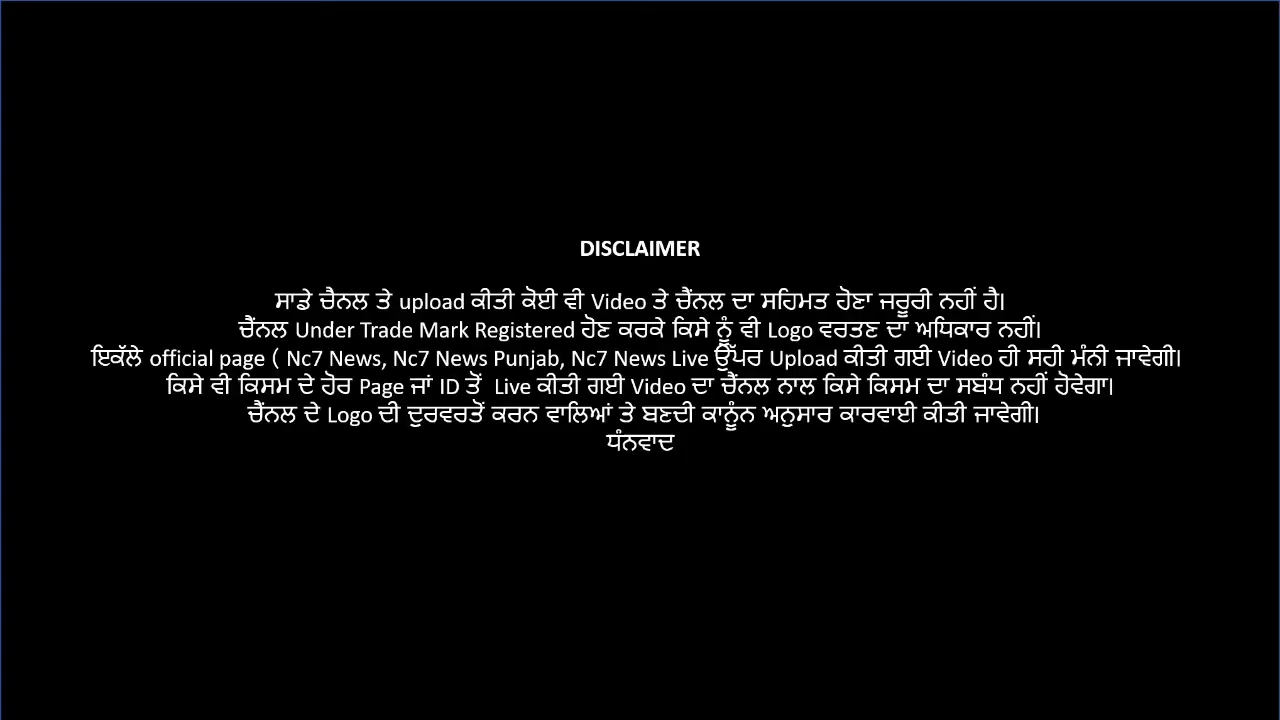 DISCLAIMER
ਸਾਡੇ ਚੈਨਲ ਤੇ upload ਕੀਤੀ ਕੋਈ ਵੀ Video ਤੇ ਚੈਂਨਲ ਦਾ ਸਹਿਮਤ ਹੋਣਾ ਜਰੂਰੀ ਨਹੀਂ ਹੈ।
ਚੈਂਨਲ Under Trade Mark Registered ਹੋਣ ਕਰਕੇ ਕਿਸੇ ਨੂੰ ਵੀ Logo ਵਰਤਣ ਦਾ ਅਧਿਕਾਰ ਨਹੀਂ।
ਇਕੱਲੇ official page ( Nc7 News, Nc7 News Punjab, Nc7 News Live ਉੱਪਰ Upload ਕੀਤੀ ਗਈ Video ਹੀ ਸਹੀ ਮੰਨੀ ਜਾਵੇਗੀ।
ਕਿਸੇ ਵੀ ਕਿਸਮ ਦੇ ਹੋਰ Page ਜਾਂ ID ਤੋਂ Live ਕੀਤੀ ਗਈ Video ਦਾ ਚੈਂਨਲ ਨਾਲ ਕਿਸੇ ਕਿਸਮ ਦਾ ਸਬੰਧ ਨਹੀਂ ਹੋਵੇਗਾ।
ਚੈਂਨਲ ਦੇ Logo ਦੀ ਦੁਰਵਰਤੋਂ ਕਰਨ ਵਾਲਿਆਂ ਤੇ ਬਣਦੀ ਕਾਨੂੰਨ ਅਨੁਸਾਰ ਕਾਰਵਾਈ ਕੀਤੀ ਜਾਵੇਗੀ।
ਧੰਨਵਾਦ